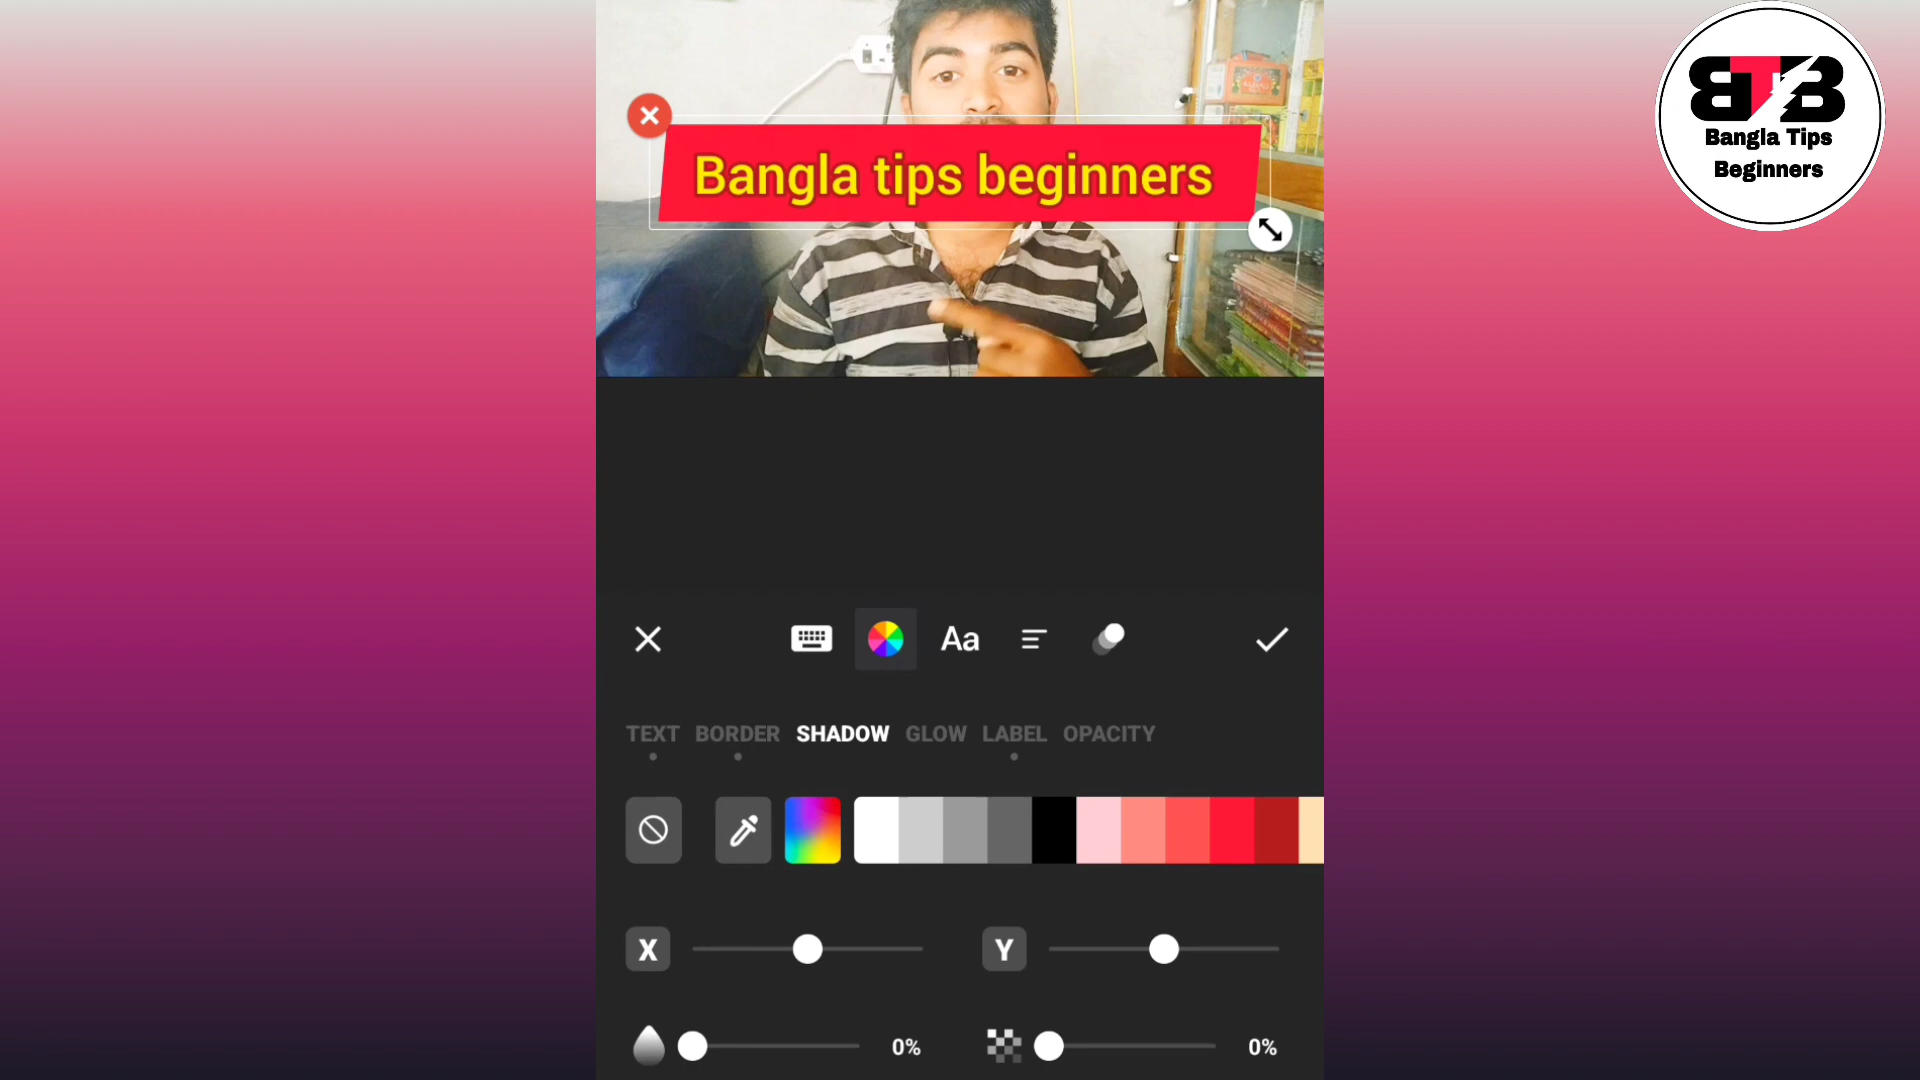 Bangla tips beginners
BTB
Bangla Tips
Beginners
Aa
TEXT BORDER SHADOW GLOW LABEL OPACITY
X Y
0% 0%